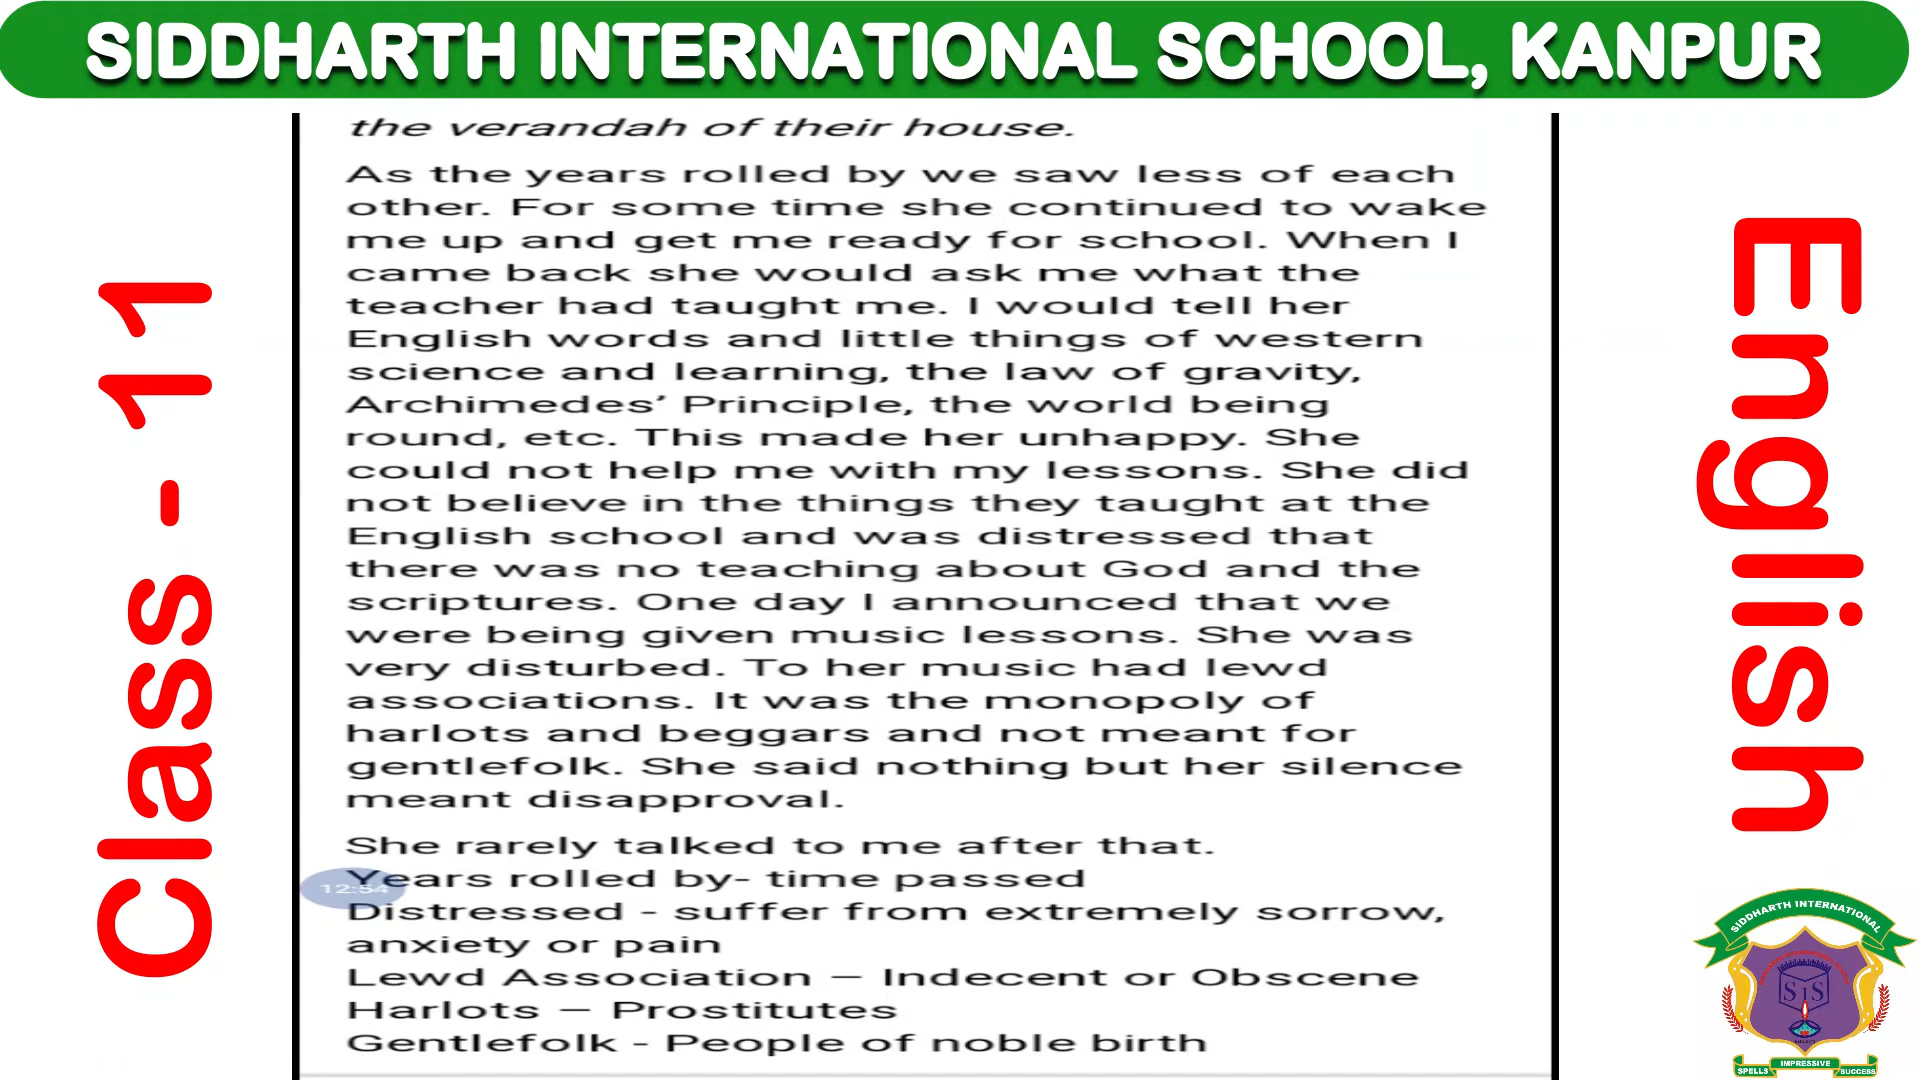 SIDDHARTH INTERNATIONAL SCHOOL, KANPUR
Class - 11
the verandah of their house.
As the years rolled by we saw less of each
other. For some time she continued to wake
me up and get me ready for school. When I
came back she would ask me what the
teacher had taught me. I would tell her
English words and little things of western
science and learning, the law of gravity,
Archimedes’ Principle, the world being
round, etc. This made her unhappy. She
could not help me with my lessons. She did
not believe in the things they taught at the
English school and was distressed that
there was no teaching about God and the
scriptures. One day I announced that we
were being given music lessons. She was
very disturbed. To her music had lewd
associations. It was the monopoly of
harlots and beggars and not meant for
gentlefolk. She said nothing but her silence
meant disapproval.
She rarely talked to me after that.
Years rolled by- time passed
12:54
Distressed - suffer from extremely sorrow,
anxiety or pain
Lewd Association – Indecent or Obscene
Harlots – Prostitutes
Gentlefolk - People of noble birth
English
SIDDHARTH INTERNATIONAL
SIS
SPELLS IMPRESSIVE SUCCESS